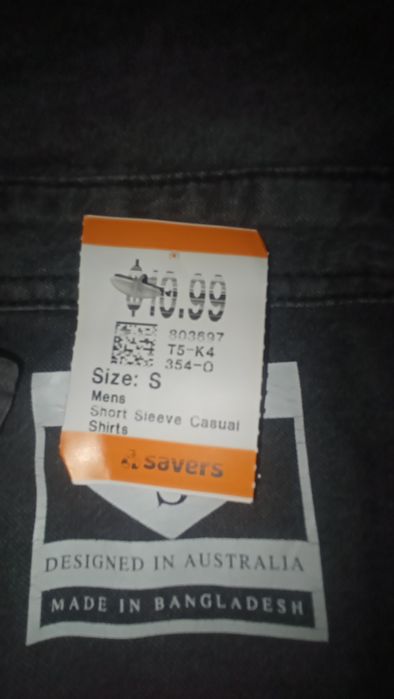 $10.99
803697
T5-K4
354-O
Size: S
Mens
Short Sleeve Casual
Shirts
savers
S
DESIGNED IN AUSTRALIA
MADE IN BANGLADESH